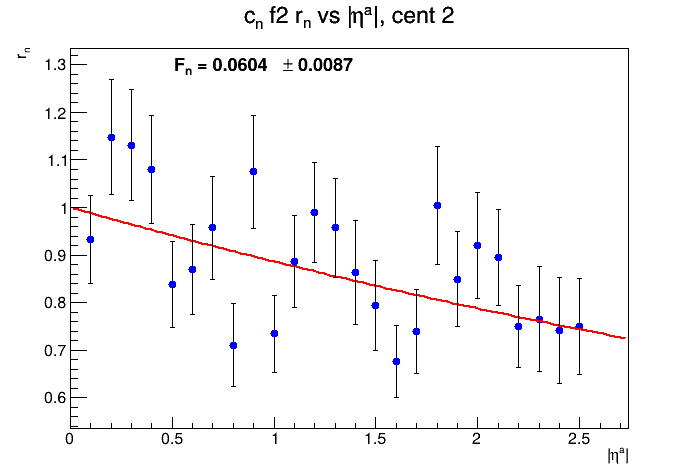 cₙ f2 rₙ vs |ηᵃ|, cent 2
rₙ
Fₙ = 0.0604 ± 0.0087
1.3
1.2
1.1
1
0.9
0.8
0.7
0.6
0 0.5 1 1.5 2 2.5
|ηᵃ|